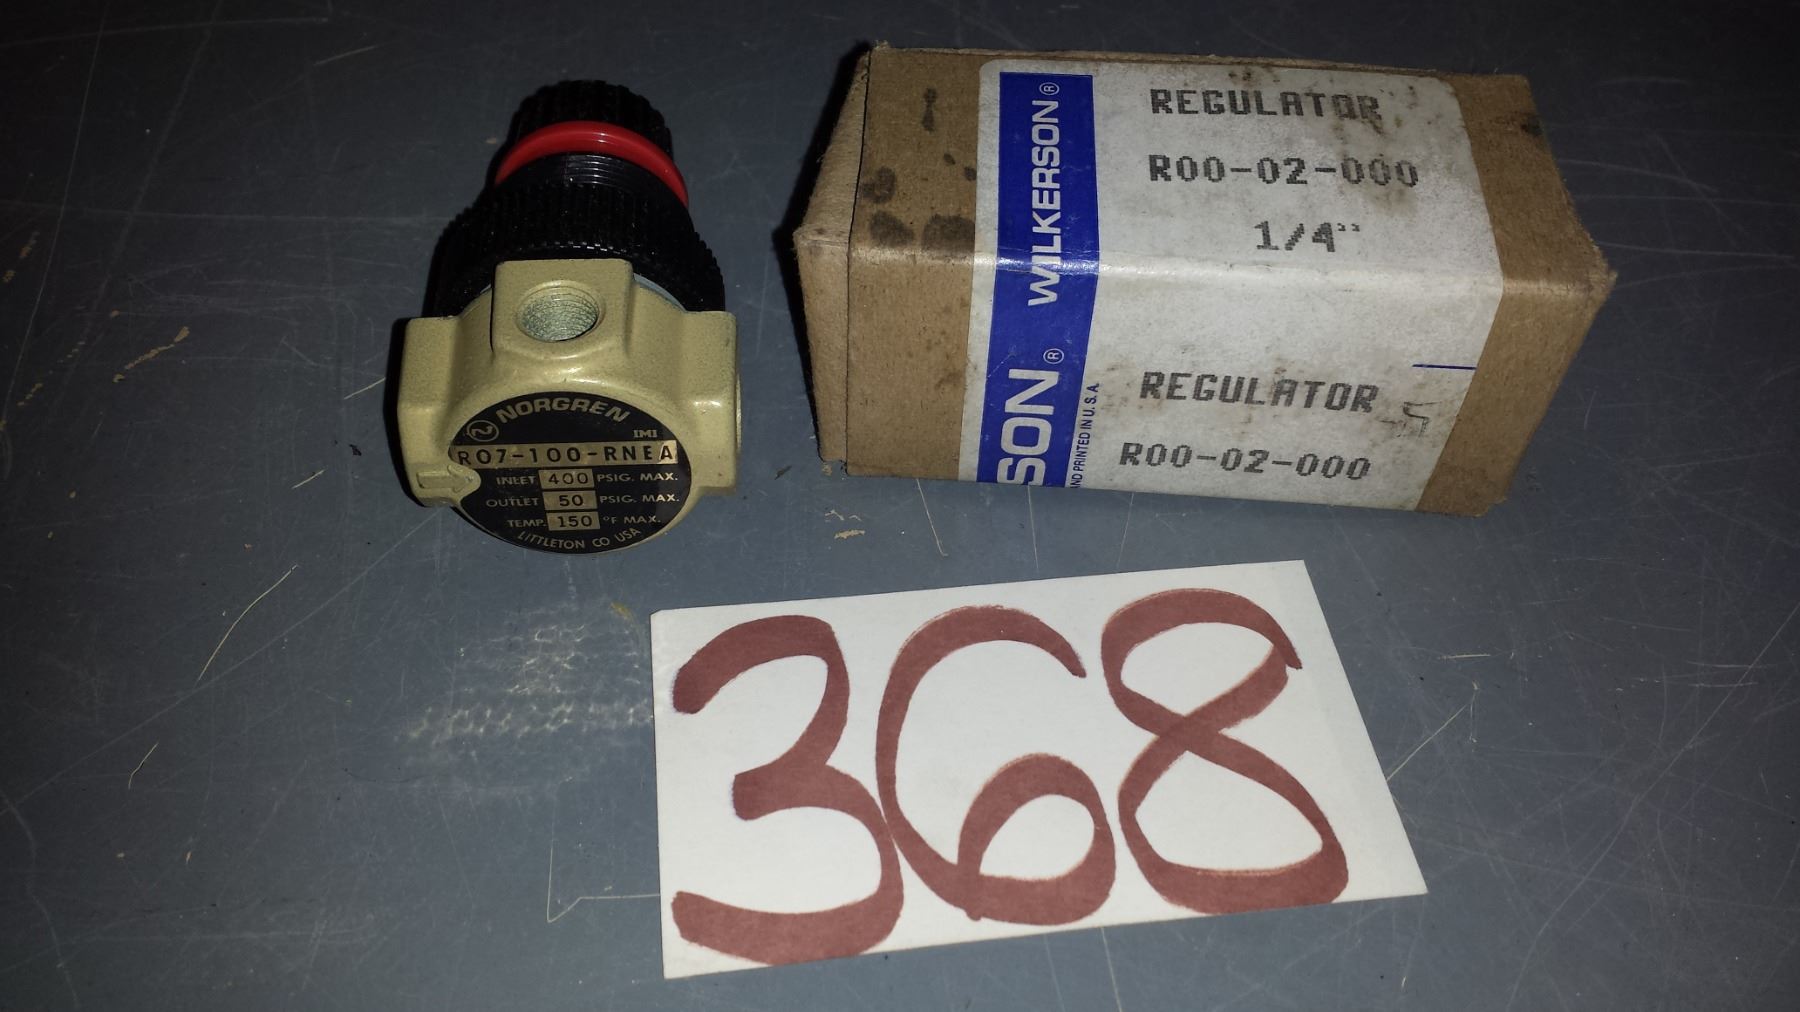 NORGREN
IMI
R07-100-RNEA
INLET 400 PSIG. MAX.
OUTLET 50 PSIG. MAX.
TEMP. 150 °F MAX.
LITTLETON CO USA
WILKERSON®
REGULATOR
R00-02-000
1/4"
SON®
ND PRINTED IN U.S.A.
REGULATOR
R00-02-000
368